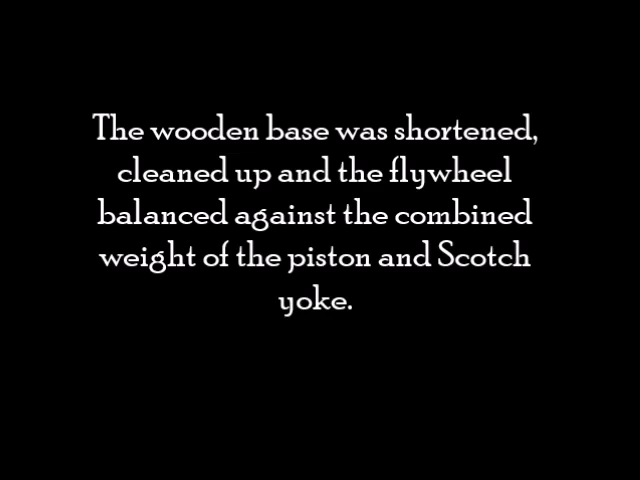 The wooden base was shortened,
cleaned up and the flywheel
balanced against the combined
weight of the piston and Scotch
yoke.